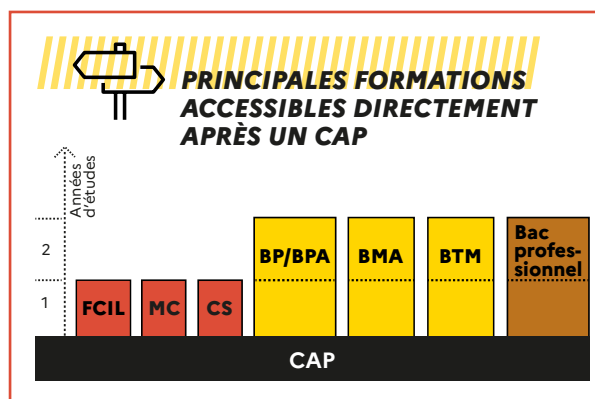 PRINCIPALES FORMATIONS
ACCESSIBLES DIRECTEMENT
APRÈS UN CAP
Années
d'études
2
1
FCIL
MC
CS
BP/BPA
BMA
BTM
Bac
profes-
sionnel
CAP